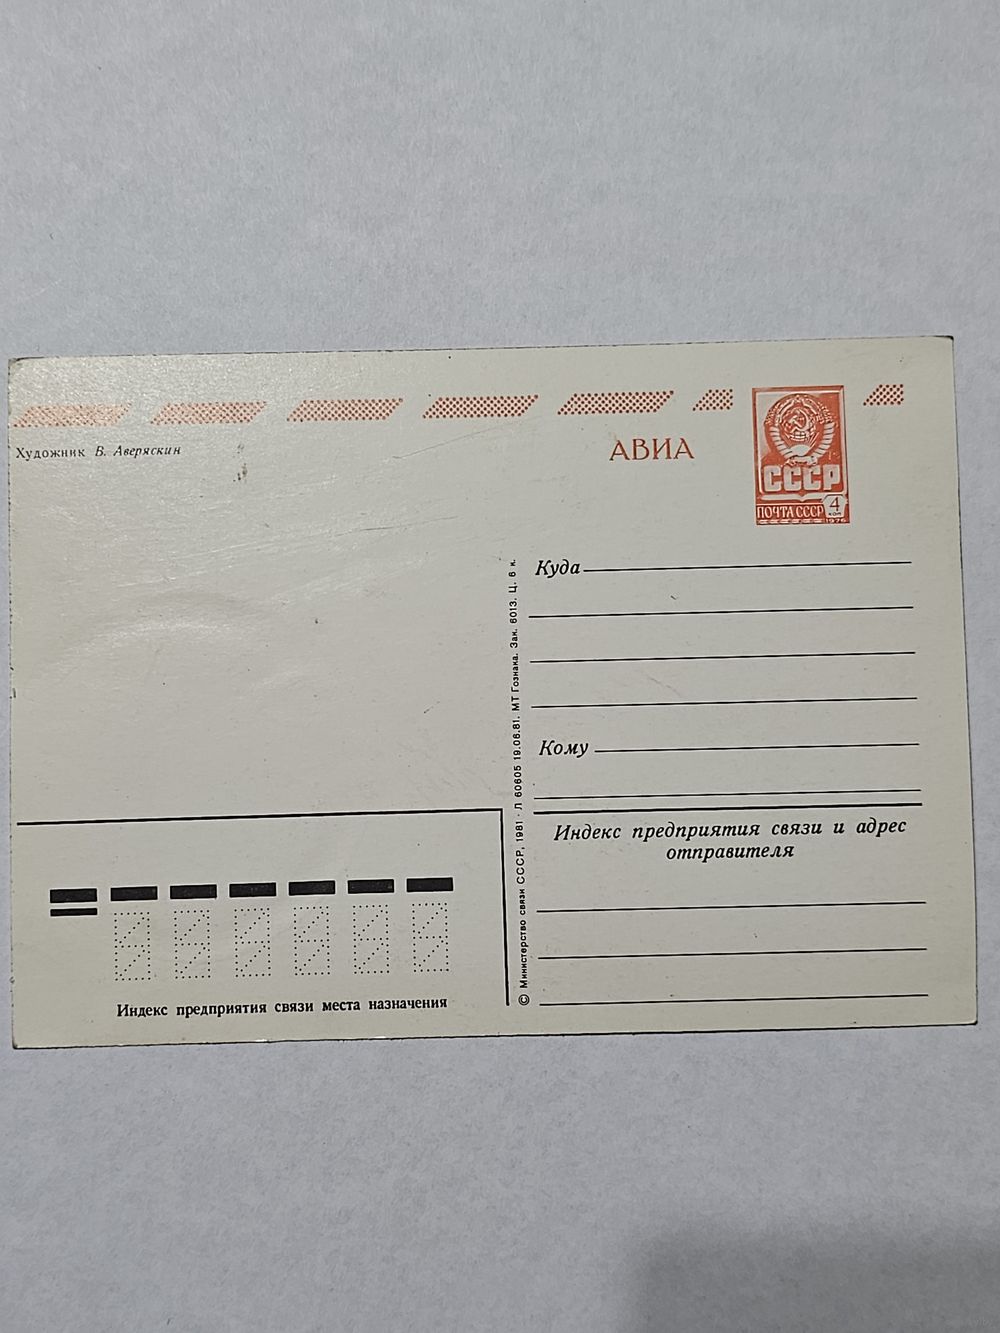 Художник В. Аверяскин
АВИА
СССР
ПОЧТА СССР 4
КОП
1976
Куда
Кому
Индекс предприятия связи и адрес
отправителя
© Министерство связи СССР, 1981 - Л 60605 19.06.81. МТ Гознака. Зак. 6013. Ц. 6 к.
Индекс предприятия связи места назначения